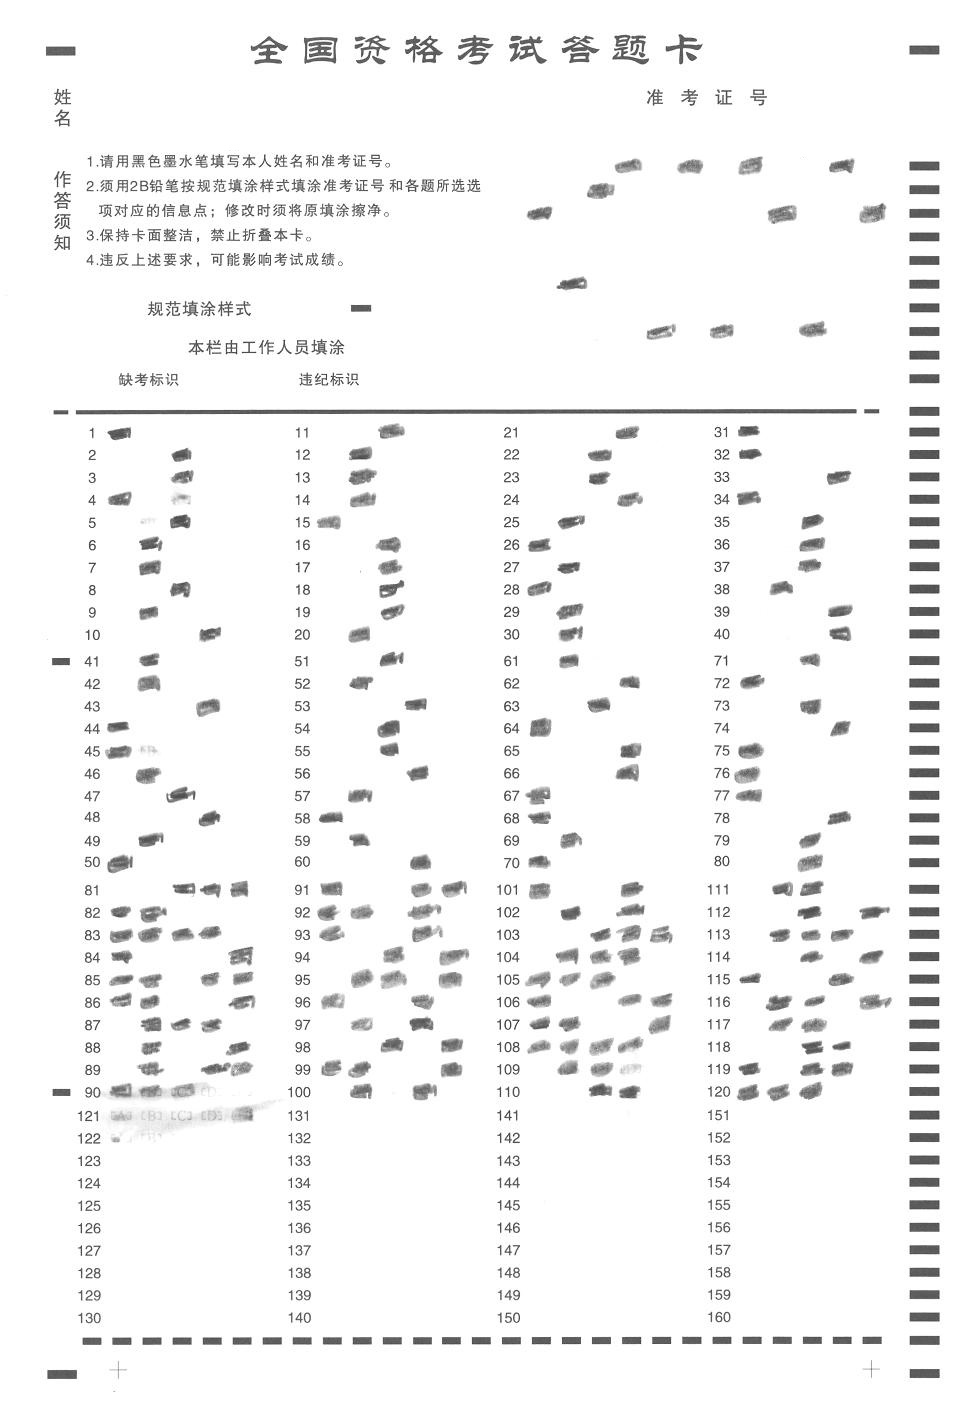 全国资格考试答题卡
姓名
准考证号
作答须知
1.请用黑色墨水笔填写本人姓名和准考证号。
2.须用2B铅笔按规范填涂样式填涂准考证号和各题所选选
项对应的信息点；修改时须将原填涂擦净。
3.保持卡面整洁，禁止折叠本卡。
4.违反上述要求，可能影响考试成绩。
规范填涂样式
本栏由工作人员填涂
缺考标识 违纪标识
1 11 21 31
2 12 22 32
3 13 23 33
4 14 24 34
5 15 25 35
6 16 26 36
7 17 27 37
8 18 28 38
9 19 29 39
10 20 30 40
41 51 61 71
42 52 62 72
43 53 63 73
44 54 64 74
45 55 65 75
46 56 66 76
47 57 67 77
48 58 68 78
49 59 69 79
50 60 70 80
81 91 101 111
82 92 102 112
83 93 103 113
84 94 104 114
85 95 105 115
86 96 106 116
87 97 107 117
88 98 108 118
89 99 109 119
90 [B] [C] [D] 100 110 120
121 [A] [B] [C] [D] 131 141 151
122 132 142 152
123 133 143 153
124 134 144 154
125 135 145 155
126 136 146 156
127 137 147 157
128 138 148 158
129 139 149 159
130 140 150 160